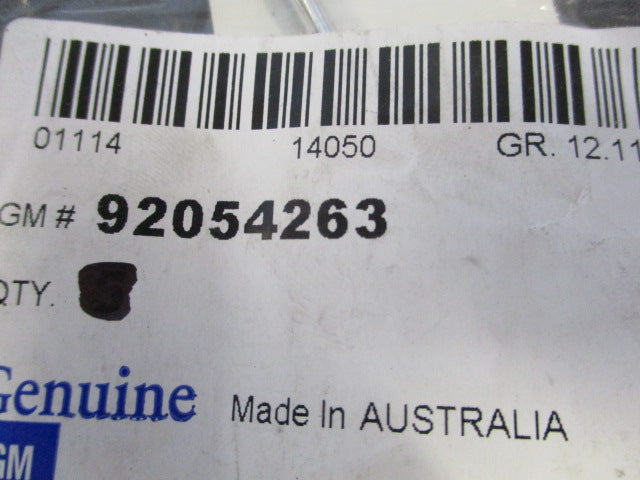 01114 14050 GR. 12.11
GM # 92054263
QTY.
Genuine Made In AUSTRALIA
GM